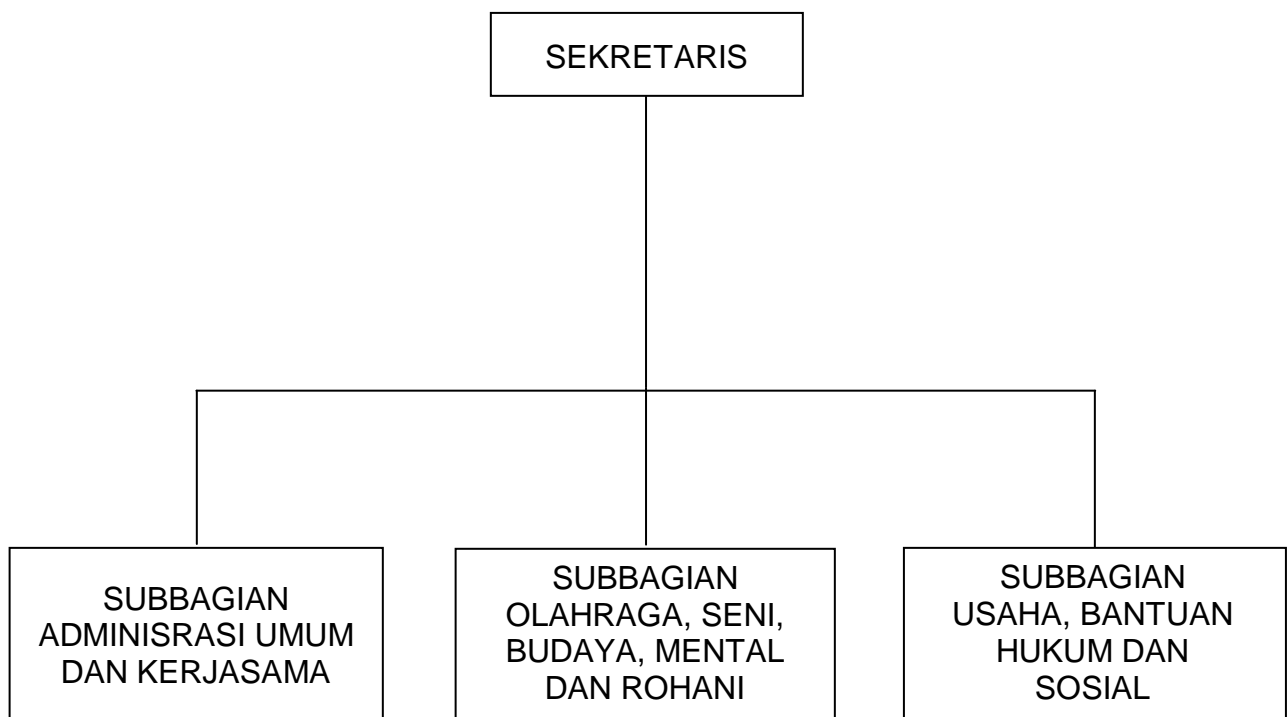 SEKRETARIS
SUBBAGIAN
ADMINISRASI UMUM
DAN KERJASAMA
SUBBAGIAN
OLAHRAGA, SENI,
BUDAYA, MENTAL
DAN ROHANI
SUBBAGIAN
USAHA, BANTUAN
HUKUM DAN
SOSIAL